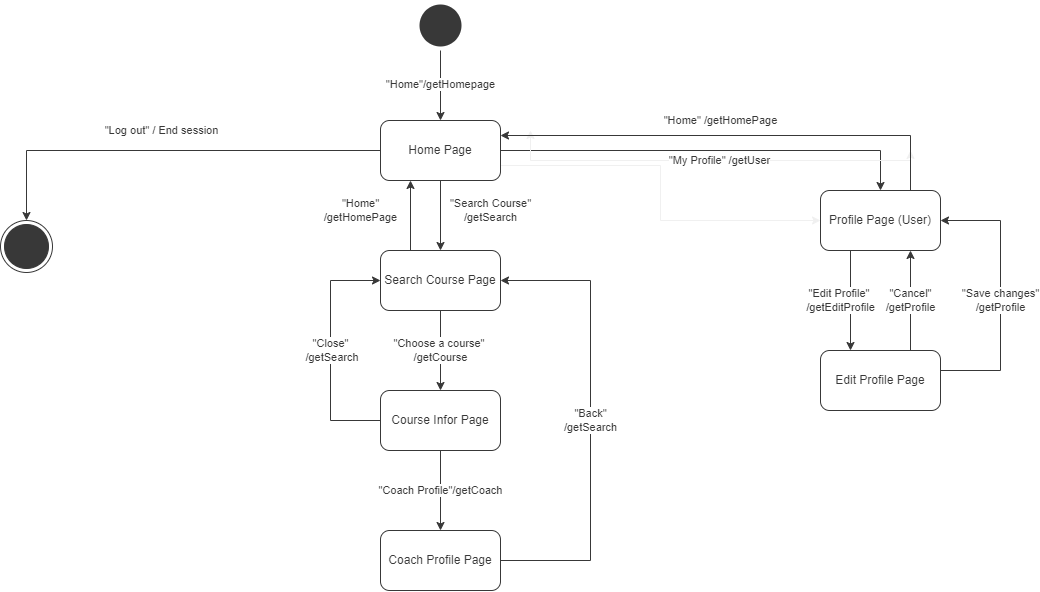 "Home"/getHomepage
"Log out" / End session
"Home" /getHomePage
Home Page
"My Profile" /getUser
"Home"
/getHomePage
"Search Course"
/getSearch
Profile Page (User)
Search Course Page
"Edit Profile"
/getEditProfile
"Cancel"
/getProfile
"Save changes"
/getProfile
"Close"
/getSearch
"Choose a course"
/getCourse
Edit Profile Page
Course Infor Page
"Back"
/getSearch
"Coach Profile"/getCoach
Coach Profile Page